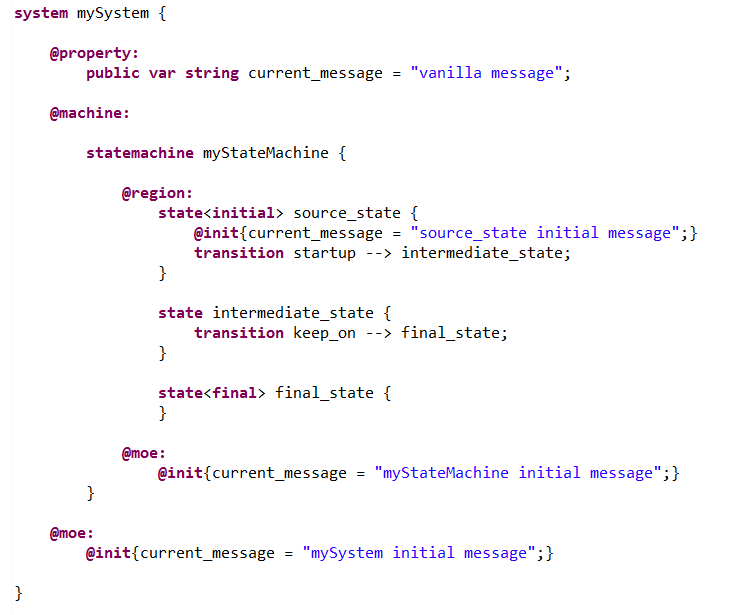 system mySystem {
@property:
public var string current_message = "vanilla message";
@machine:
statemachine myStateMachine {
@region:
state<initial> source_state {
@init{current_message = "source_state initial message";}
transition startup --> intermediate_state;
}
state intermediate_state {
transition keep_on --> final_state;
}
state<final> final_state {
}
@moe:
@init{current_message = "myStateMachine initial message";}
}
@moe:
@init{current_message = "mySystem initial message";}
}